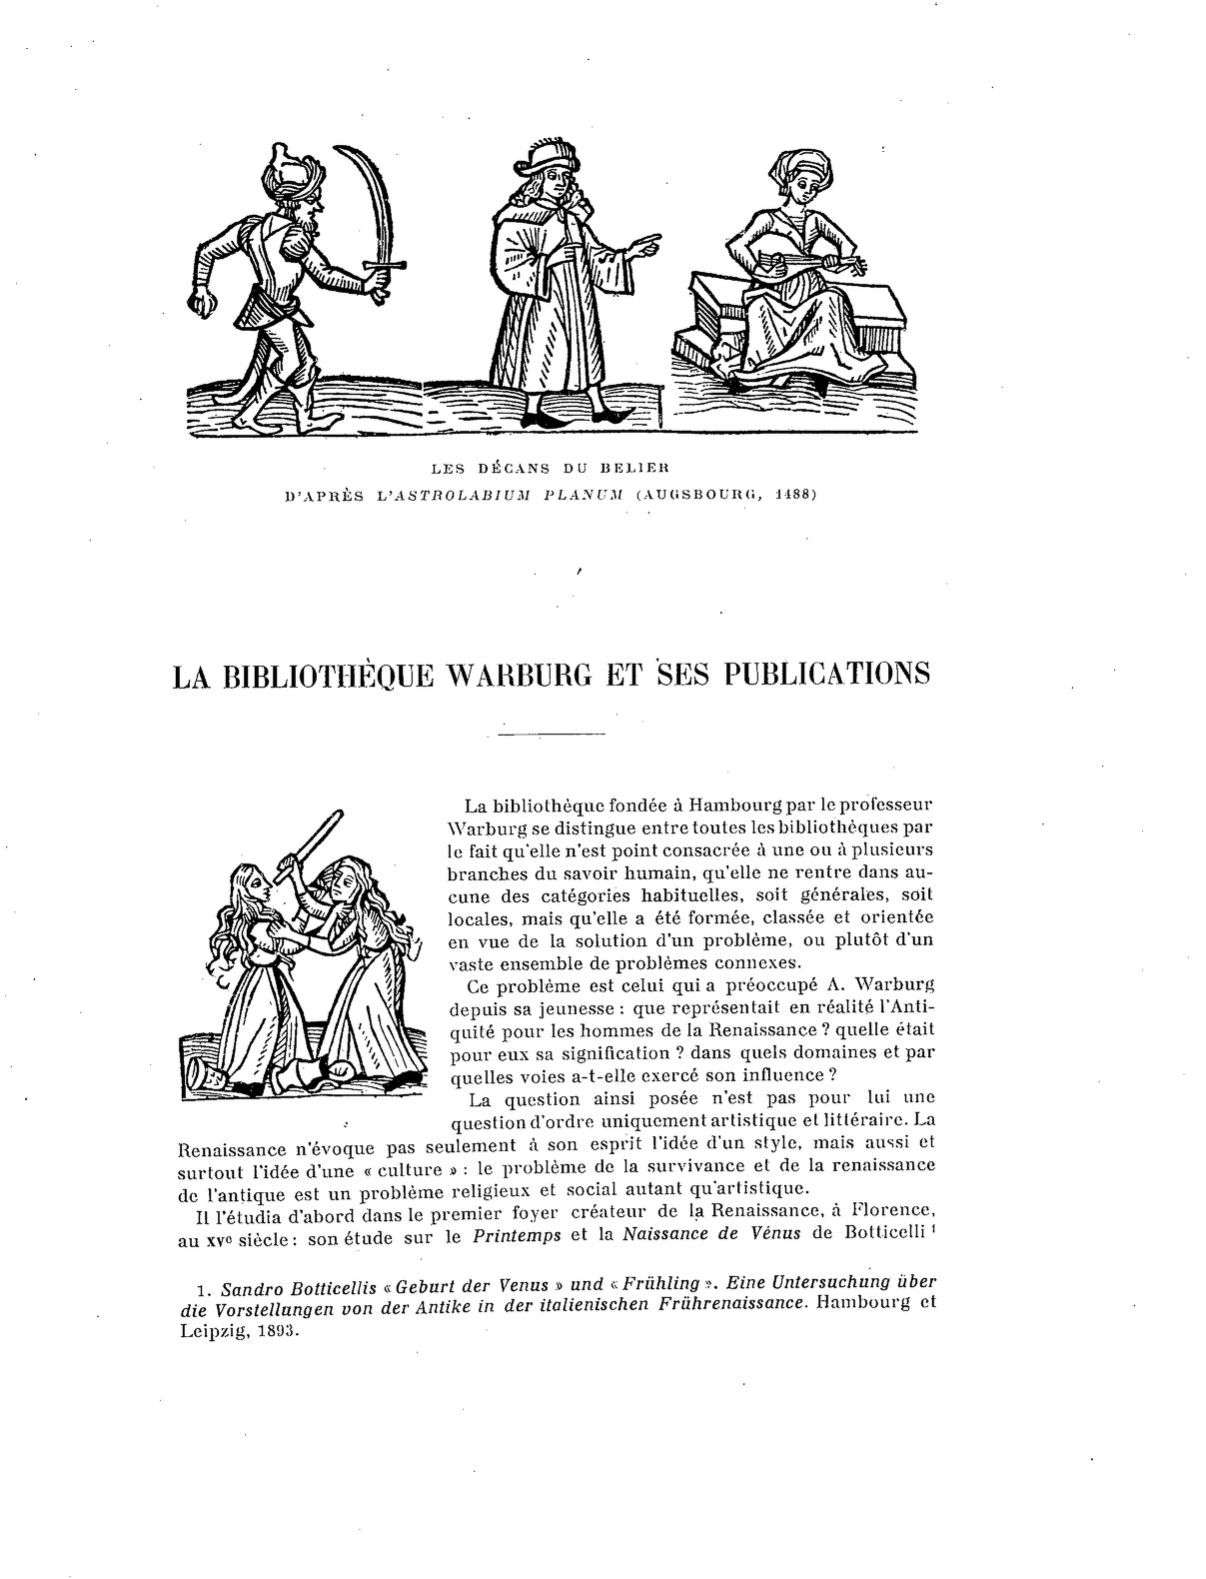 LES DÉCANS DU BELIER
D'APRÈS L'ASTROLABIUM PLANUM (AUGSBOURG, 1488)
LA BIBLIOTHÈQUE WARBURG ET SES PUBLICATIONS
La bibliothèque fondée à Hambourg par le professeur
Warburg se distingue entre toutes les bibliothèques par
le fait qu'elle n'est point consacrée à une ou à plusieurs
branches du savoir humain, qu'elle ne rentre dans au-
cune des catégories habituelles, soit générales, soit
locales, mais qu'elle a été formée, classée et orientée
en vue de la solution d'un problème, ou plutôt d'un
vaste ensemble de problèmes connexes.
Ce problème est celui qui a préoccupé A. Warburg
depuis sa jeunesse : que représentait en réalité l'Anti-
quité pour les hommes de la Renaissance ? quelle était
pour eux sa signification ? dans quels domaines et par
quelles voies a-t-elle exercé son influence ?
La question ainsi posée n'est pas pour lui une
question d'ordre uniquement artistique et littéraire. La
Renaissance n'évoque pas seulement à son esprit l'idée d'un style, mais aussi et
surtout l'idée d'une « culture » : le problème de la survivance et de la renaissance
de l'antique est un problème religieux et social autant qu'artistique.
Il l'étudia d'abord dans le premier foyer créateur de la Renaissance, à Florence,
au XVe siècle : son étude sur le Printemps et la Naissance de Vénus de Botticelli 1
1. Sandro Botticellis « Geburt der Venus » und « Frühling ». Eine Untersuchung über
die Vorstellungen von der Antike in der italienischen Frührenaissance. Hambourg et
Leipzig, 1893.